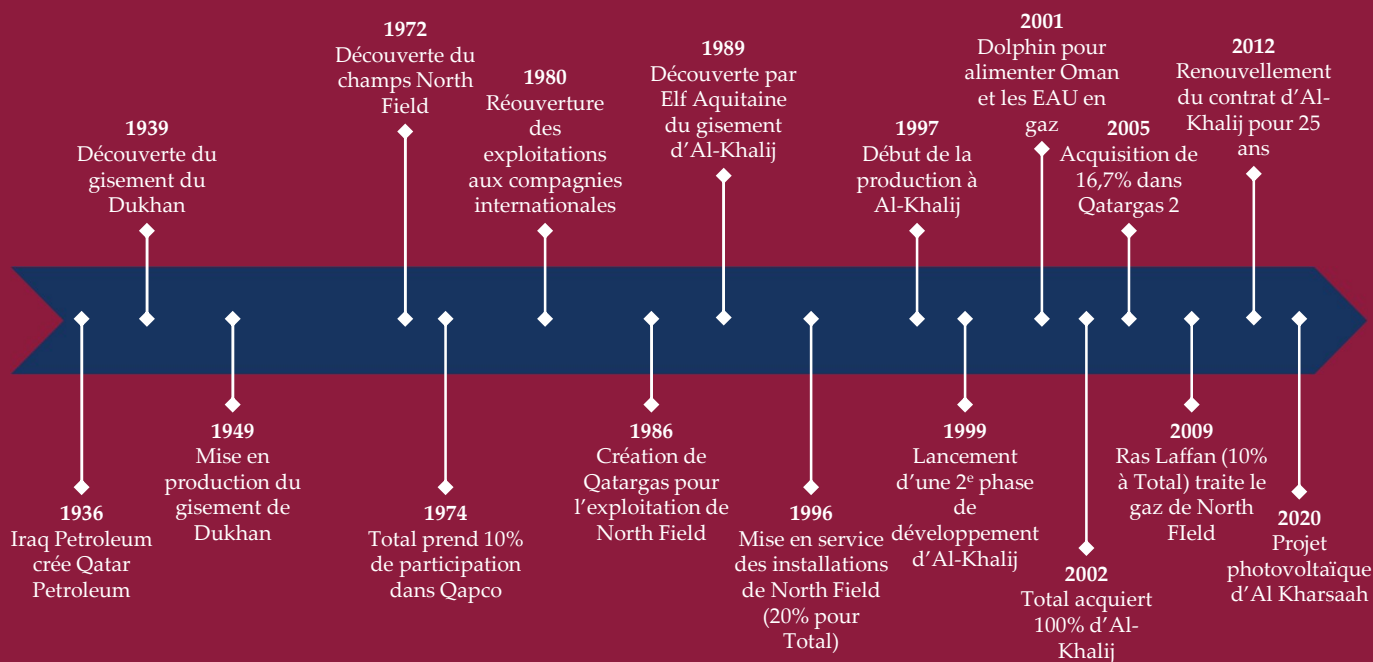 1936
Iraq Petroleum
crée Qatar
Petroleum
1939
Découverte du
gisement du
Dukhan
1949
Mise en
production du
gisement de
Dukhan
1972
Découverte du
champs North
Field
1974
Total prend 10%
de participation
dans Qapco
1980
Réouverture
des
exploitations
aux compagnies
internationales
1986
Création de
Qatargas pour
l’exploitation de
North Field
1989
Découverte par
Elf Aquitaine
du gisement
d’Al-Khalij
1996
Mise en service
des installations
de North Field
(20% pour
Total)
1997
Début de la
production à
Al-Khalij
1999
Lancement
d’une 2e phase
de
développement
d’Al-Khalij
2001
Dolphin pour
alimenter Oman
et les EAU en
gaz
2002
Total acquiert
100% d’Al-
Khalij
2005
Acquisition de
16,7% dans
Qatargas 2
2009
Ras Laffan (10%
à Total) traite le
gaz de North
FIeld
2012
Renouvellement
du contrat d’Al-
Khalij pour 25
ans
2020
Projet
photovoltaïque
d’Al Kharsaah